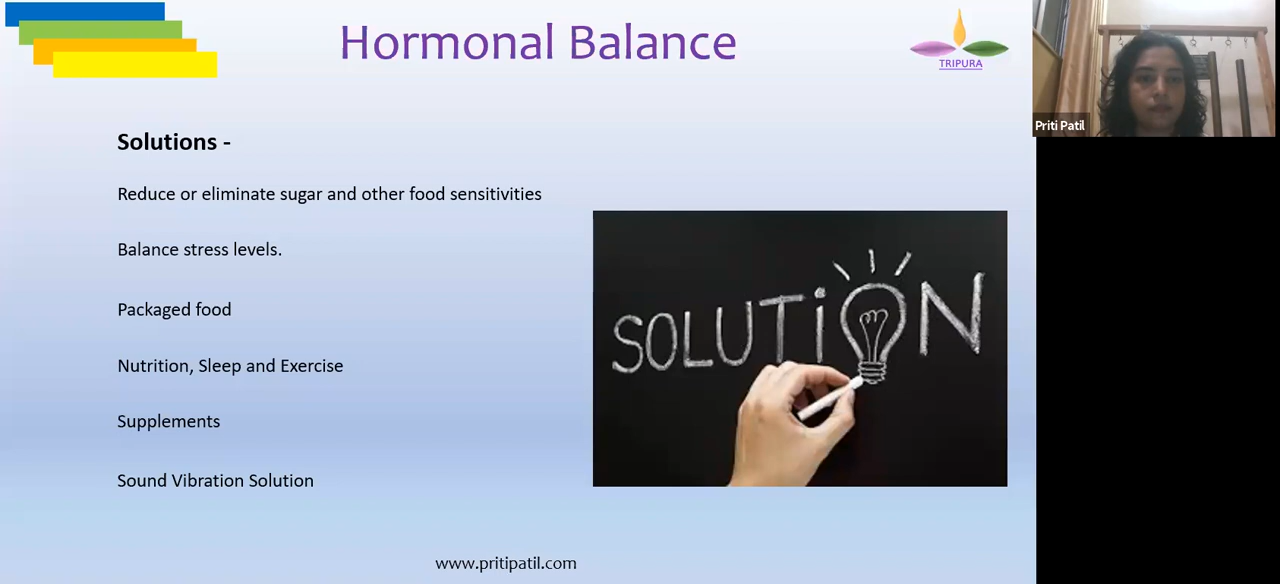 Hormonal Balance
TRIPURA
Priti Patil
Solutions -
Reduce or eliminate sugar and other food sensitivities
Balance stress levels.
Packaged food
Nutrition, Sleep and Exercise
Supplements
Sound Vibration Solution
SOLUTiON
www.pritipatil.com